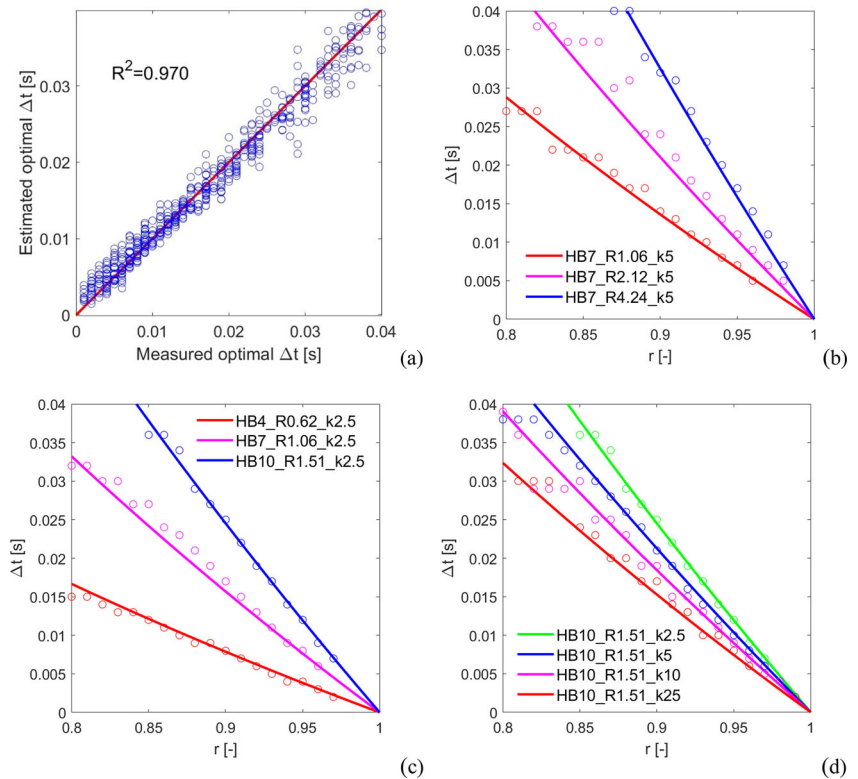 R²=0.970
Estimated optimal Δt [s]
0.03
0.02
0.01
0
0
0.01
0.02
0.03
0.04
Measured optimal Δt [s]
(a)
Δt [s]
0.04
0.035
0.03
0.025
0.02
0.015
0.01
0.005
0
HB7_R1.06_k5
HB7_R2.12_k5
HB7_R4.24_k5
0.8
0.85
0.9
0.95
1
r [-]
(b)
Δt [s]
0.04
0.035
0.03
0.025
0.02
0.015
0.01
0.005
0
HB4_R0.62_k2.5
HB7_R1.06_k2.5
HB10_R1.51_k2.5
0.8
0.85
0.9
0.95
1
r [-]
(c)
Δt [s]
0.04
0.035
0.03
0.025
0.02
0.015
0.01
0.005
0
HB10_R1.51_k2.5
HB10_R1.51_k5
HB10_R1.51_k10
HB10_R1.51_k25
0.8
0.85
0.9
0.95
1
r [-]
(d)